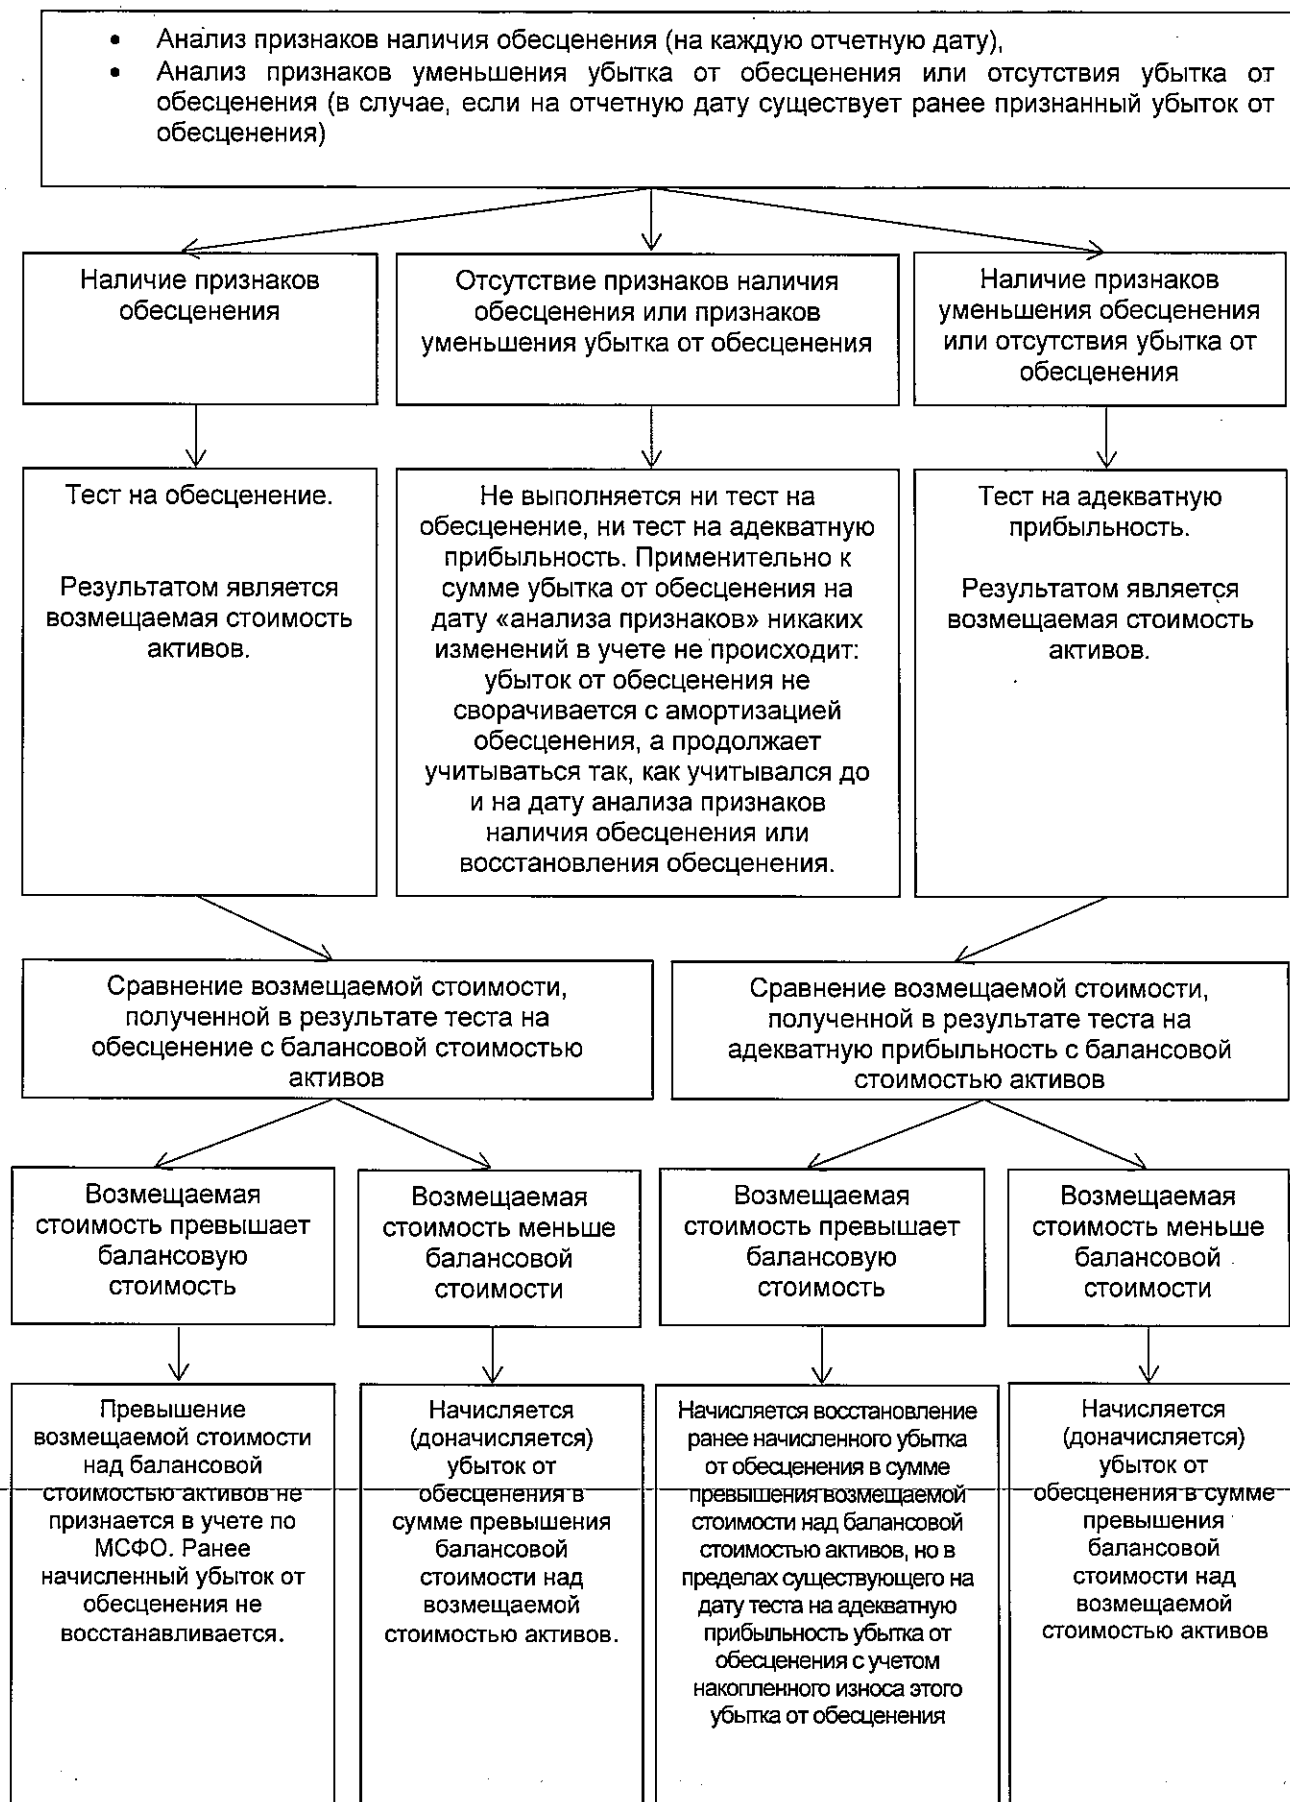 • Анализ признаков наличия обесценения (на каждую отчетную дату),
• Анализ признаков уменьшения убытка от обесценения или отсутствия убытка от
обесценения (в случае, если на отчетную дату существует ранее признанный убыток от
обесценения)
Наличие признаков
обесценения
Отсутствие признаков наличия
обесценения или признаков
уменьшения убытка от обесценения
Наличие признаков
уменьшения обесценения
или отсутствия убытка от
обесценения
Тест на обесценение.
Результатом является
возмещаемая стоимость
активов.
Не выполняется ни тест на
обесценение, ни тест на адекватную
прибыльность. Применительно к
сумме убытка от обесценения на
дату «анализа признаков» никаких
изменений в учете не происходит:
убыток от обесценения не
сворачивается с амортизацией
обесценения, а продолжает
учитываться так, как учитывался до
и на дату анализа признаков
наличия обесценения или
восстановления обесценения.
Тест на адекватную
прибыльность.
Результатом является
возмещаемая стоимость
активов.
Сравнение возмещаемой стоимости,
полученной в результате теста на
обесценение с балансовой стоимостью
активов
Сравнение возмещаемой стоимости,
полученной в результате теста на
адекватную прибыльность с балансовой
стоимостью активов
Возмещаемая
стоимость превышает
балансовую
стоимость
Возмещаемая
стоимость меньше
балансовой
стоимости
Возмещаемая
стоимость превышает
балансовую
стоимость
Возмещаемая
стоимость меньше
балансовой
стоимости
Превышение
возмещаемой стоимости
над балансовой
стоимостью активов не
признается в учете по
МСФО. Ранее
начисленный убыток от
обесценения не
восстанавливается.
Начисляется
(доначисляется)
убыток от
обесценения в
сумме превышения
балансовой
стоимости над
возмещаемой
стоимостью активов.
Начисляется восстановление
ранее начисленного убытка
от обесценения в сумме
превышения возмещаемой
стоимости над балансовой
стоимостью активов, но в
пределах существующего на
дату теста на адекватную
прибыльность убытка от
обесценения с учетом
накопленного износа этого
убытка от обесценения
Начисляется
(доначисляется)
убыток от
обесценения в сумме
превышения
балансовой
стоимости над
возмещаемой
стоимостью активов